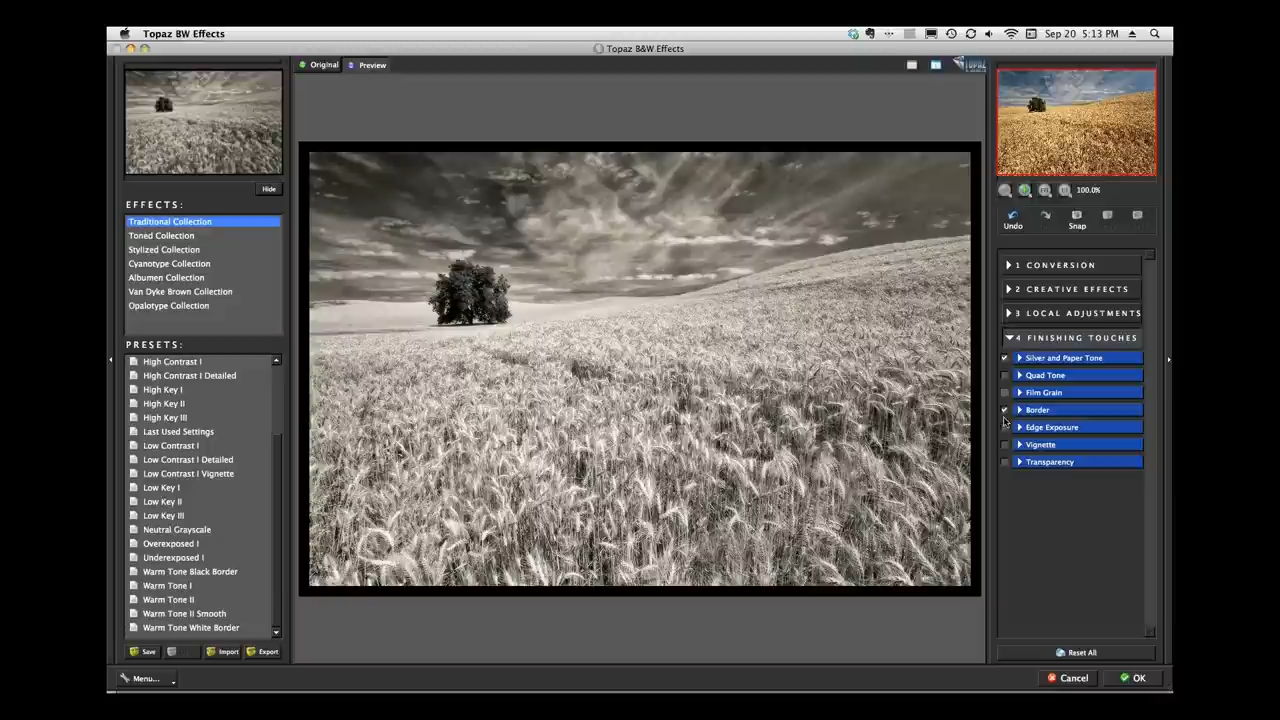 Topaz BW Effects
Sep 20 5:13 PM
Topaz B&W Effects
Original
Preview
TOPAZ
Hide
EFFECTS:
Traditional Collection
Toned Collection
Stylized Collection
Cyanotype Collection
Albumen Collection
Van Dyke Brown Collection
Opalotype Collection
PRESETS:
High Contrast I
High Contrast I Detailed
High Key I
High Key II
High Key III
Last Used Settings
Low Contrast I
Low Contrast I Detailed
Low Contrast I Vignette
Low Key I
Low Key II
Low Key III
Neutral Grayscale
Overexposed I
Underexposed I
Warm Tone Black Border
Warm Tone I
Warm Tone II
Warm Tone II Smooth
Warm Tone White Border
Save
Import
Export
Menu...
100.0%
Undo
Snap
1 CONVERSION
2 CREATIVE EFFECTS
3 LOCAL ADJUSTMENTS
4 FINISHING TOUCHES
Silver and Paper Tone
Quad Tone
Film Grain
Border
Edge Exposure
Vignette
Transparency
Reset All
Cancel
OK